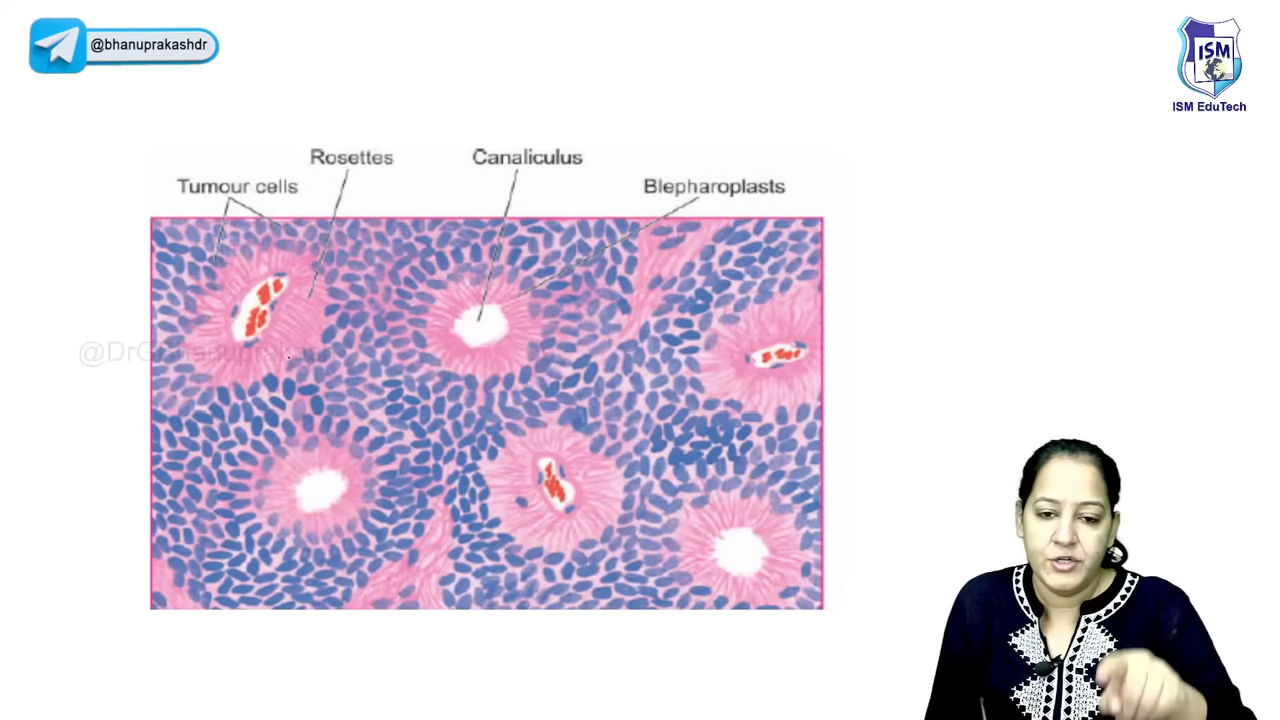 @bhanuprakashdr
ISM
ISM EduTech
Rosettes
Canaliculus
Tumour cells
Blepharoplasts